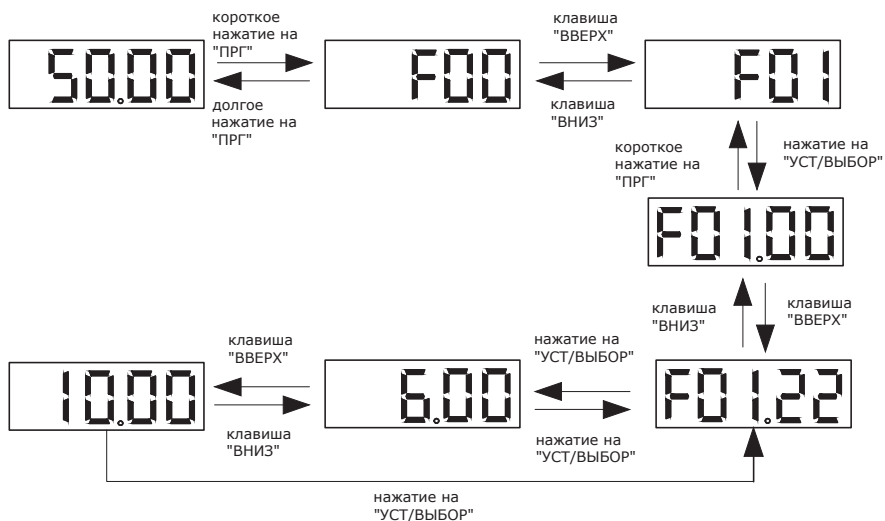 короткое
нажатие на
"ПРГ"
клавиша
"ВВЕРХ"
50.00
F00
F01
долгое
нажатие на
"ПРГ"
клавиша
"ВНИЗ"
короткое
нажатие на
"ПРГ"
нажатие на
"УСТ/ВЫБОР"
F01.00
клавиша
"ВНИЗ"
клавиша
"ВВЕРХ"
клавиша
"ВВЕРХ"
нажатие на
"УСТ/ВЫБОР"
10.00
6.00
F01.22
клавиша
"ВНИЗ"
нажатие на
"УСТ/ВЫБОР"
нажатие на
"УСТ/ВЫБОР"